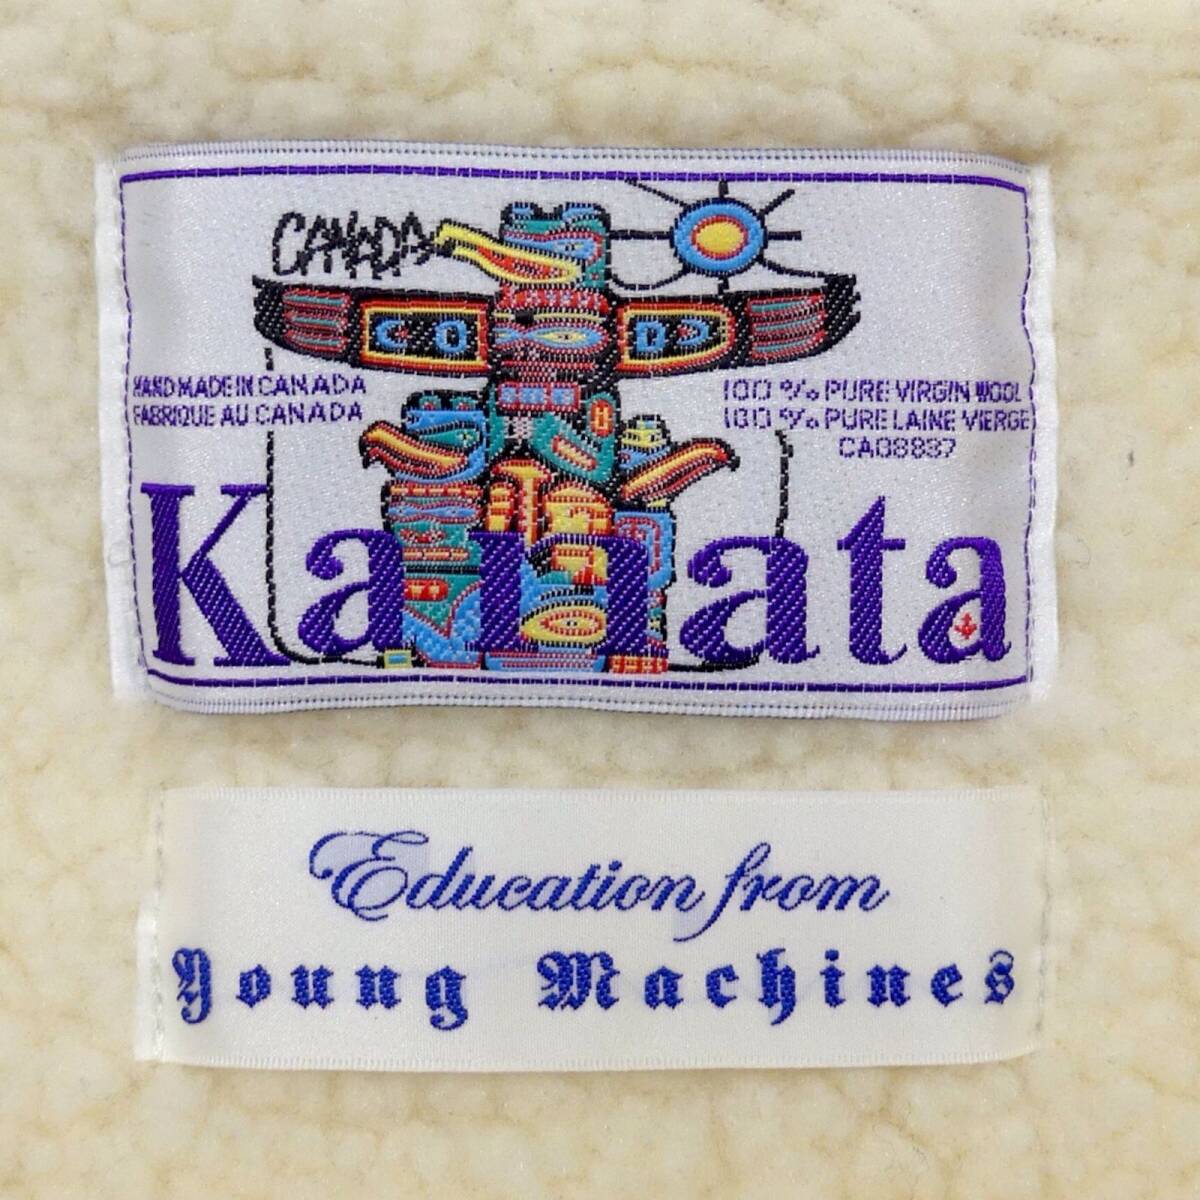 CANADA
HAND MADE IN CANADA
FABRIQUE AU CANADA
100 % PURE VIRGIN WOOL
100 % PURE LAINE VIERGE
CA08837
Kanata
Education from
Young Machines